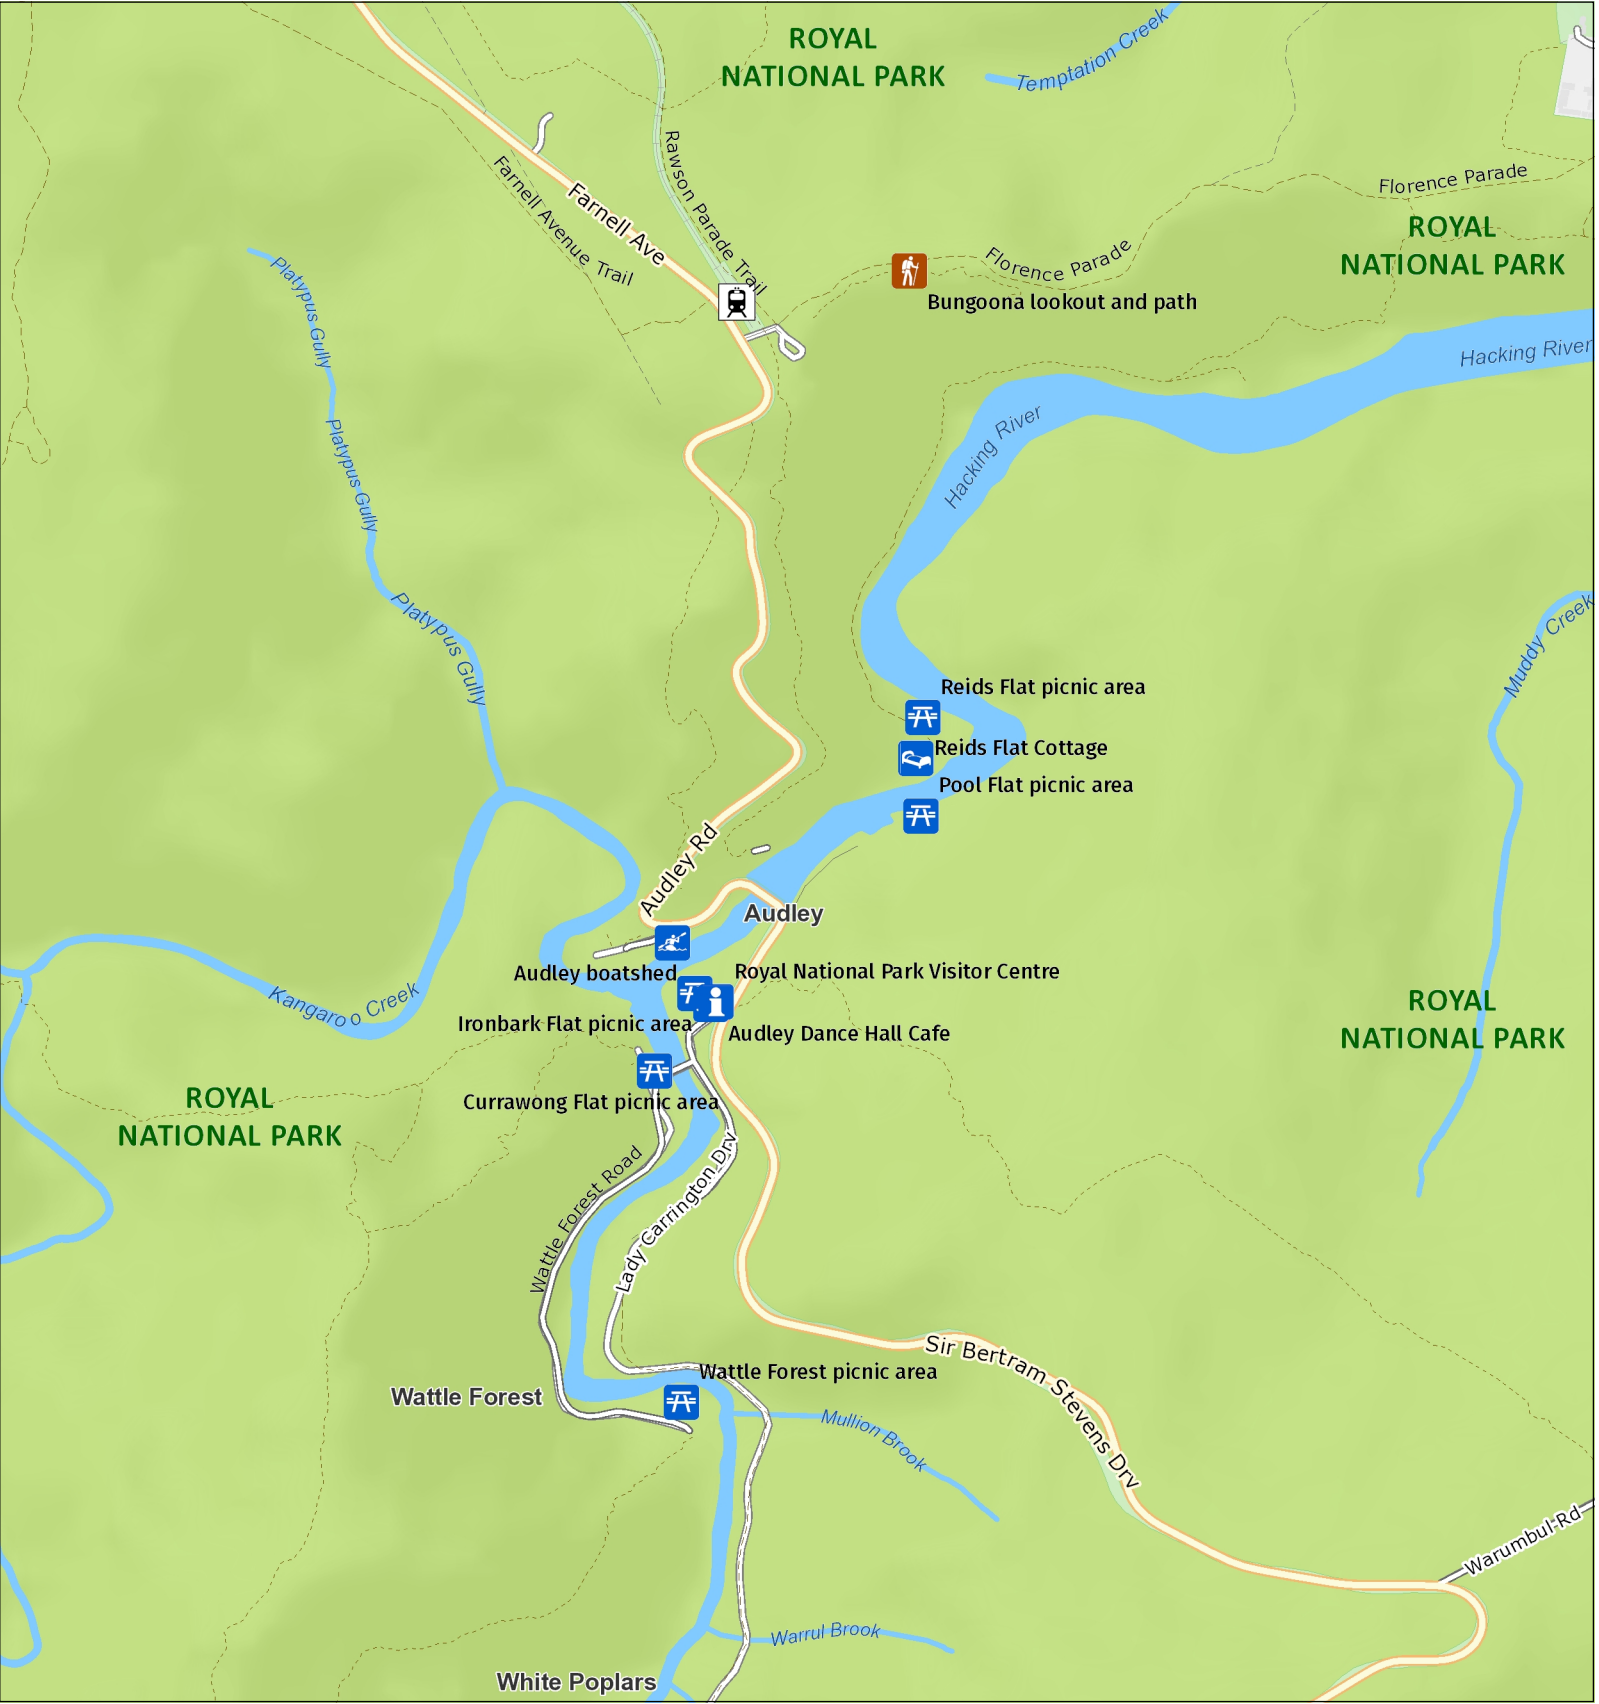 ROYAL
NATIONAL PARK
Temptation Creek
Rawson Parade Trail
Farnell Avenue Trail
Farnell Ave
Florence Parade
ROYAL
NATIONAL PARK
Florence Parade
Bungoona lookout and path
Platypus Gully
Hacking River
Hacking River
Platypus Gully
Platypus Gully
Muddy Creek
Reids Flat picnic area
Reids Flat Cottage
Pool Flat picnic area
Audley Rd
Audley
Audley boatshed
Royal National Park Visitor Centre
Kangaroo Creek
Ironbark Flat picnic area
Audley Dance Hall Cafe
ROYAL
NATIONAL PARK
Currawong Flat picnic area
ROYAL
NATIONAL PARK
Wattle Forest Road
Lady Carrington Drv
Sir Bertram Stevens Drv
Wattle Forest picnic area
Wattle Forest
Mullion Brook
Warumbul Rd
Warrul Brook
White Poplars